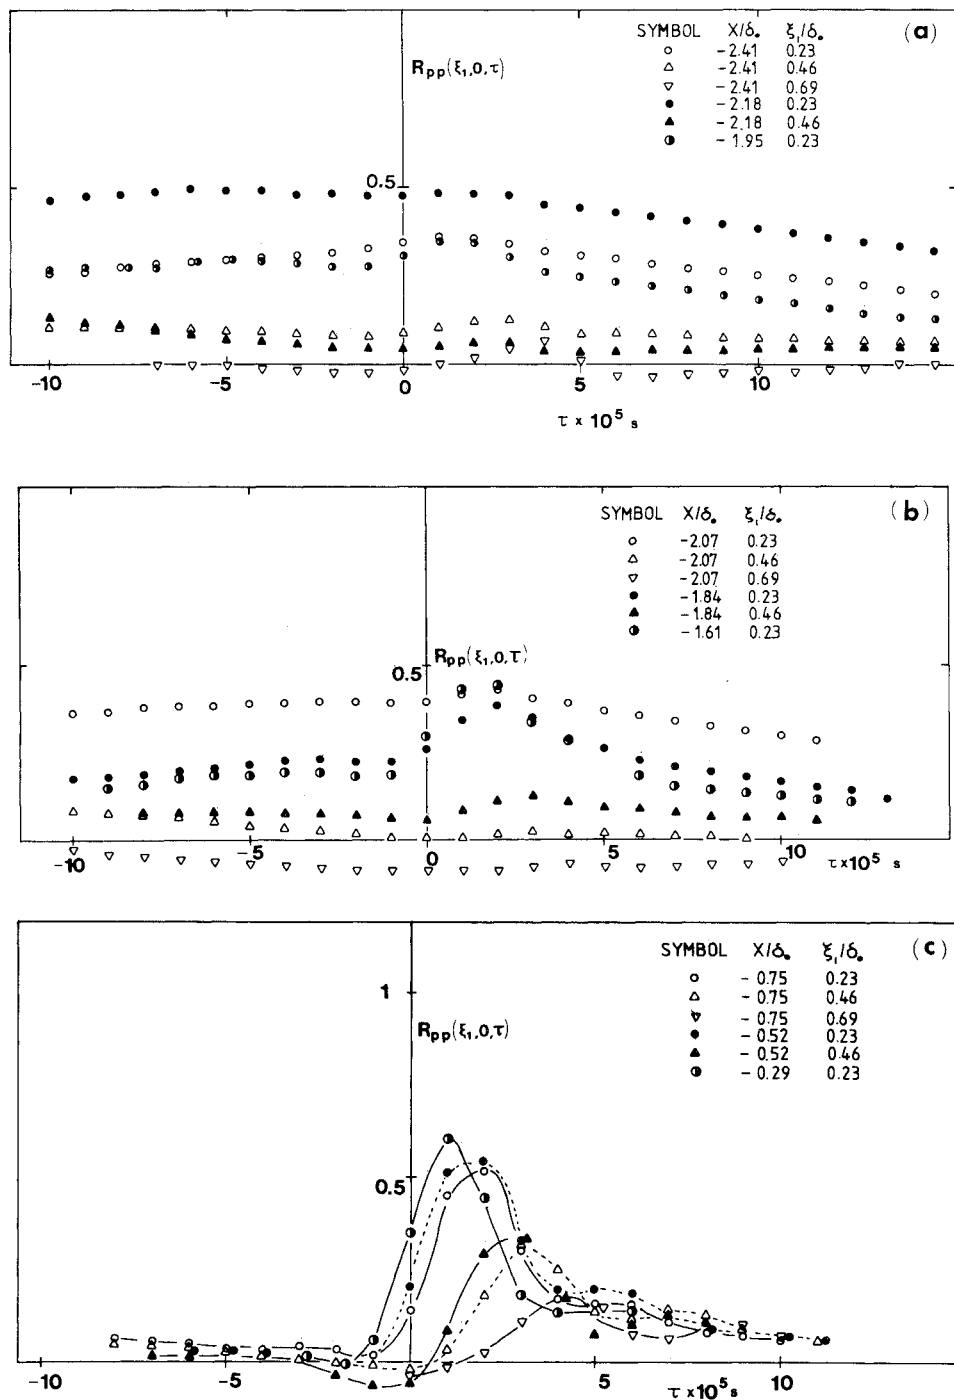 (a)
SYMBOL X/δ₀ ξ₁/δ₀
○ -2.41 0.23
△ -2.41 0.46
▽ -2.41 0.69
● -2.18 0.23
▲ -2.18 0.46
◑ -1.95 0.23
Rpp(ξ₁,0,τ)
0.5
-10 -5 0 5 10
τ × 10⁵ s
(b)
SYMBOL X/δ₀ ξ₁/δ₀
○ -2.07 0.23
△ -2.07 0.46
▽ -2.07 0.69
● -1.84 0.23
▲ -1.84 0.46
◑ -1.61 0.23
Rpp(ξ₁,0,τ)
0.5
-10 -5 0 5 10
τ×10⁵ s
(c)
SYMBOL X/δ₀ ξ₁/δ₀
○ -0.75 0.23
△ -0.75 0.46
▽ -0.75 0.69
● -0.52 0.23
▲ -0.52 0.46
◑ -0.29 0.23
1
Rpp(ξ₁,0,τ)
0.5
-10 -5 0 5 10
τ×10⁵ s